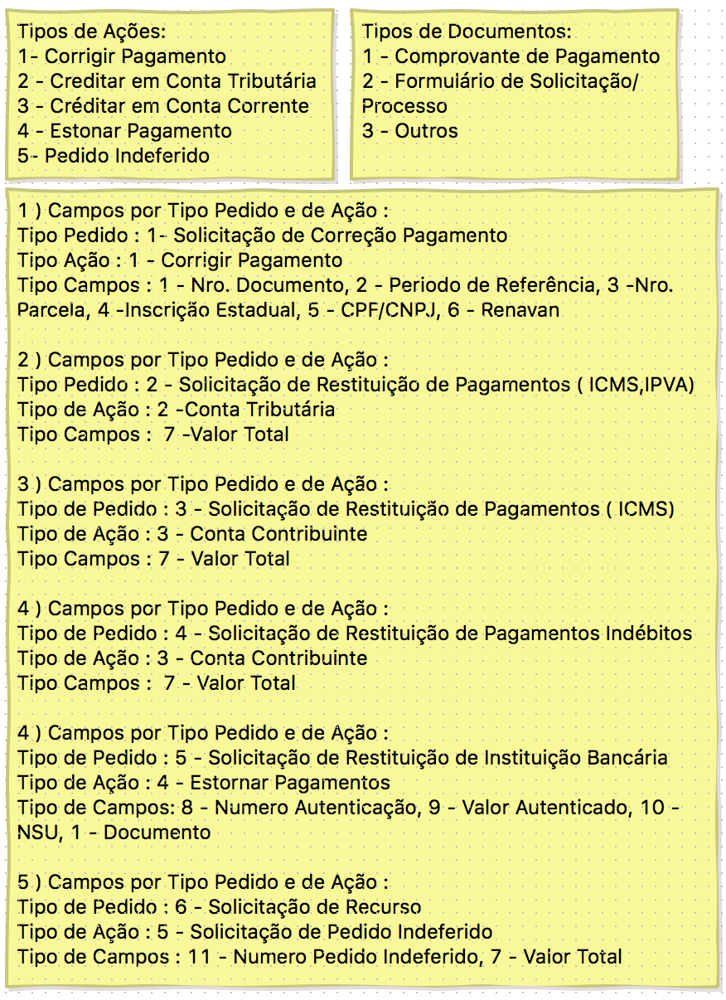 Tipos de Ações:
1- Corrigir Pagamento
2 - Creditar em Conta Tributária
3 - Créditar em Conta Corrente
4 - Estonar Pagamento
5- Pedido Indeferido
Tipos de Documentos:
1 - Comprovante de Pagamento
2 - Formulário de Solicitação/
Processo
3 - Outros
1 ) Campos por Tipo Pedido e de Ação :
Tipo Pedido : 1- Solicitação de Correção Pagamento
Tipo Ação : 1 - Corrigir Pagamento
Tipo Campos : 1 - Nro. Documento, 2 - Periodo de Referência, 3 -Nro.
Parcela, 4 -Inscrição Estadual, 5 - CPF/CNPJ, 6 - Renavan
2 ) Campos por Tipo Pedido e de Ação :
Tipo Pedido : 2 - Solicitação de Restituição de Pagamentos ( ICMS,IPVA)
Tipo de Ação : 2 -Conta Tributária
Tipo Campos :  7 -Valor Total
3 ) Campos por Tipo Pedido e de Ação :
Tipo de Pedido : 3 - Solicitação de Restituição de Pagamentos ( ICMS)
Tipo de Ação : 3 - Conta Contribuinte
Tipo Campos : 7 - Valor Total
4 ) Campos por Tipo Pedido e de Ação :
Tipo de Pedido : 4 - Solicitação de Restituição de Pagamentos Indébitos
Tipo de Ação : 3 - Conta Contribuinte
Tipo Campos :  7 - Valor Total
4 ) Campos por Tipo Pedido e de Ação :
Tipo de Pedido : 5 - Solicitação de Restituição de Instituição Bancária
Tipo de Ação : 4 - Estornar Pagamentos
Tipo de Campos: 8 - Numero Autenticação, 9 - Valor Autenticado, 10 -
NSU, 1 - Documento
5 ) Campos por Tipo Pedido e de Ação :
Tipo de Pedido : 6 - Solicitação de Recurso
Tipo de Ação : 5 - Solicitação de Pedido Indeferido
Tipo de Campos : 11 - Numero Pedido Indeferido, 7 - Valor Total